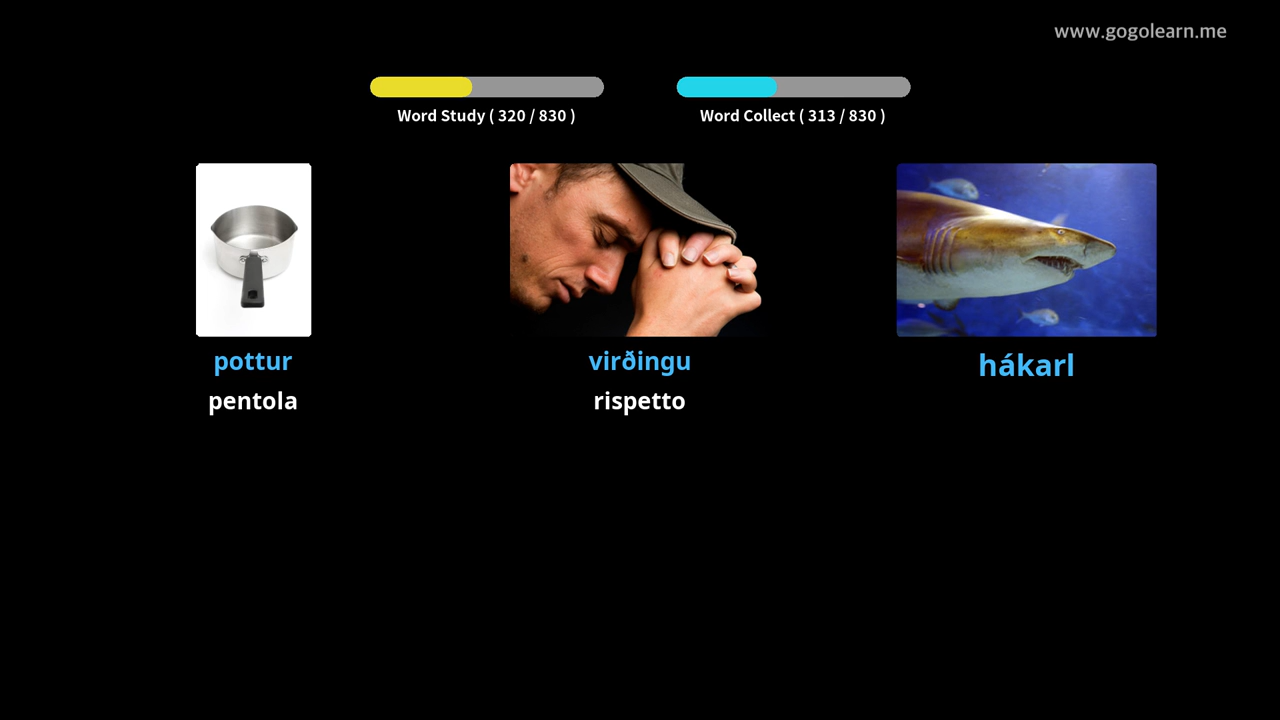 www.gogolearn.me
Word Study ( 320 / 830 )
Word Collect ( 313 / 830 )
pottur
pentola
virðingu
rispetto
hákarl